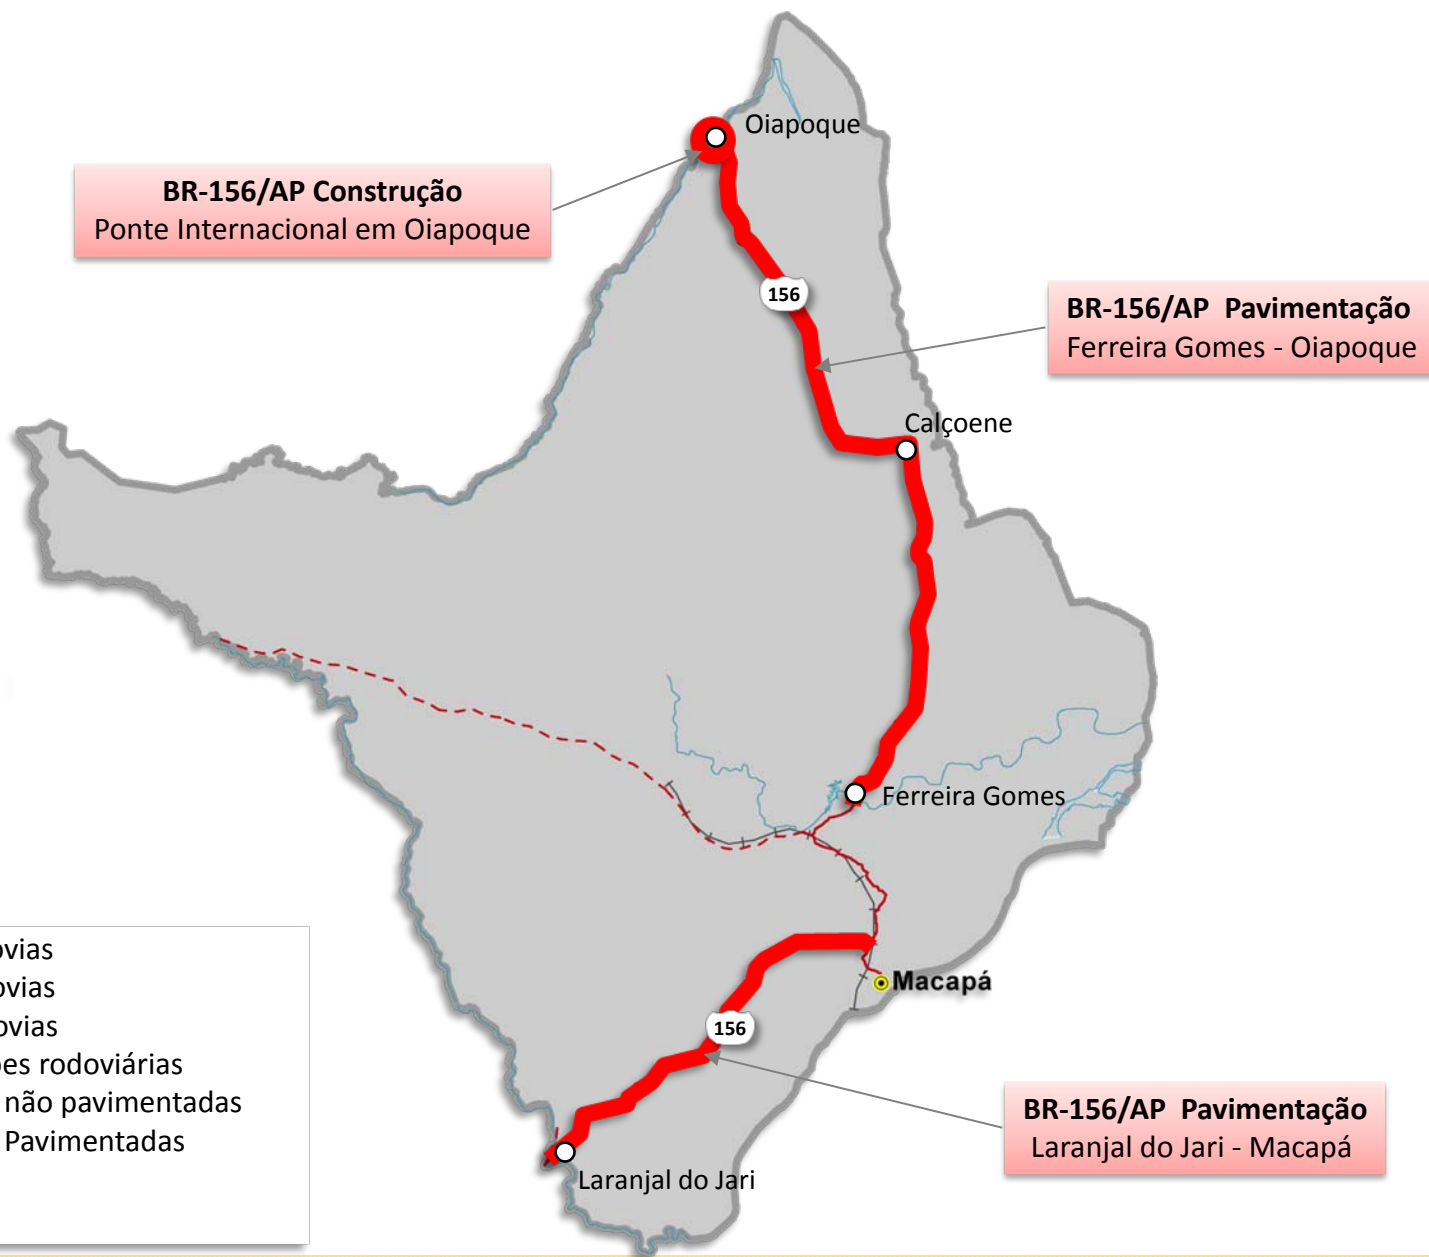 Oiapoque
BR-156/AP Construção
Ponte Internacional em Oiapoque
156
BR-156/AP Pavimentação
Ferreira Gomes - Oiapoque
Calçoene
Ferreira Gomes
Macapá
156
rodoviárias
não pavimentadas
Pavimentadas
BR-156/AP Pavimentação
Laranjal do Jari - Macapá
Laranjal do Jari